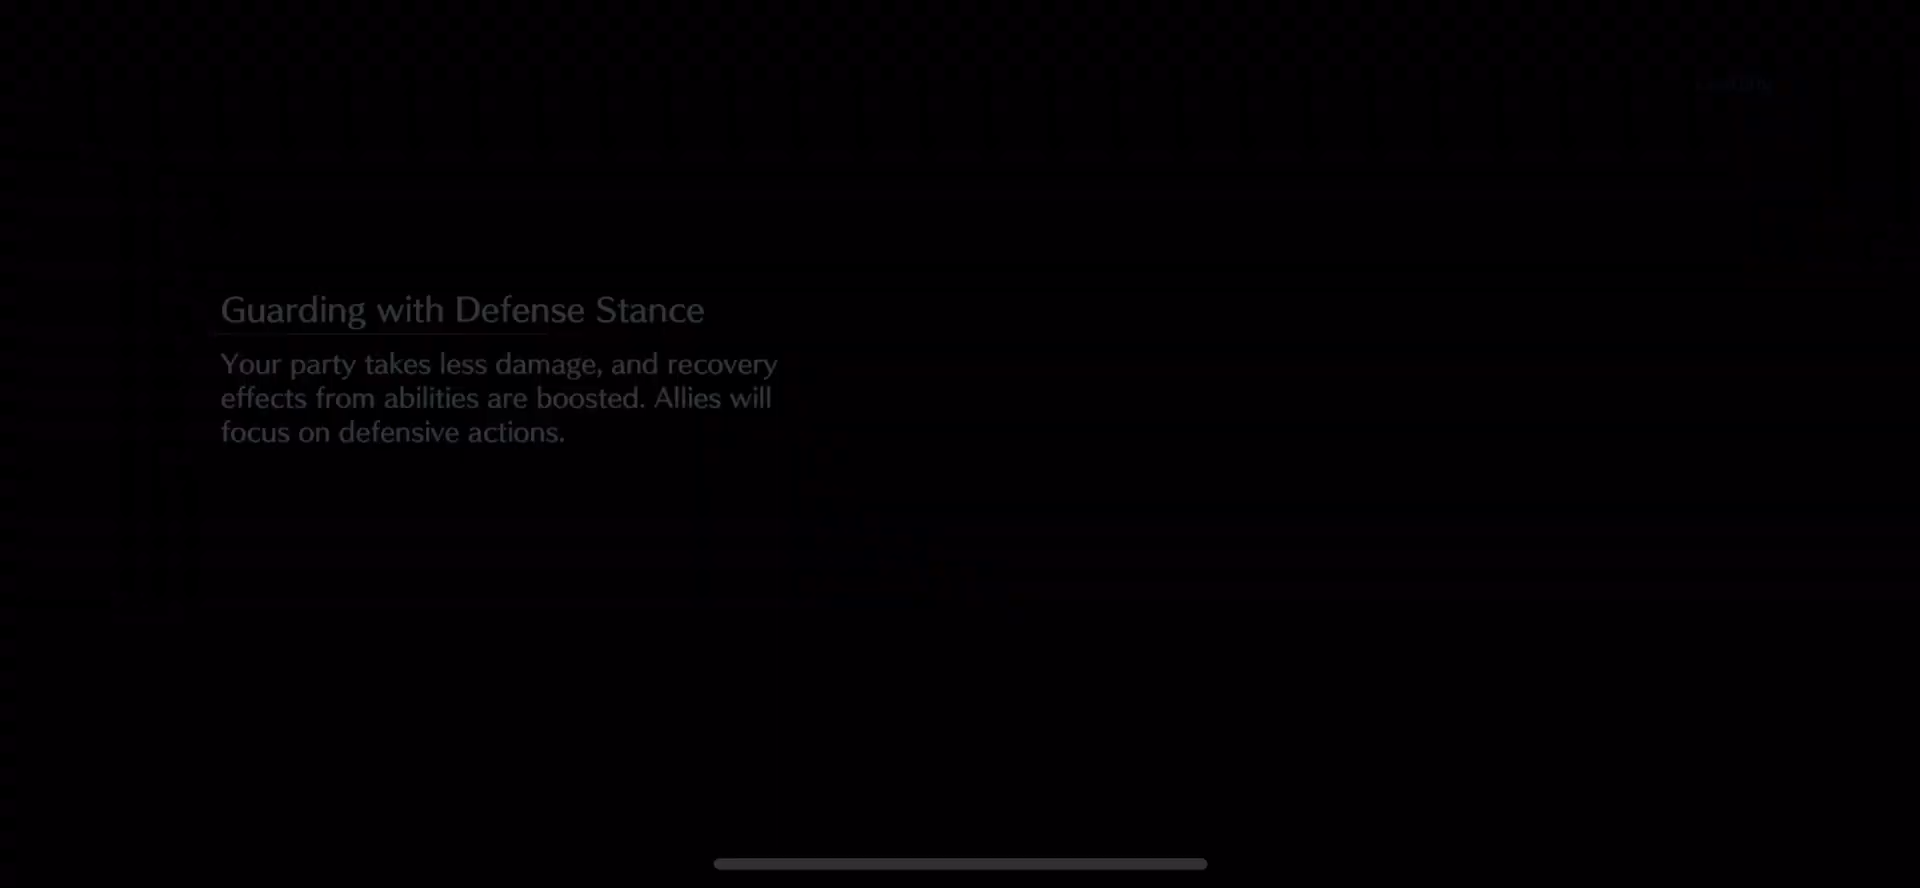 Guarding with Defense Stance
Your party takes less damage, and recovery
effects from abilities are boosted. Allies will
focus on defensive actions.